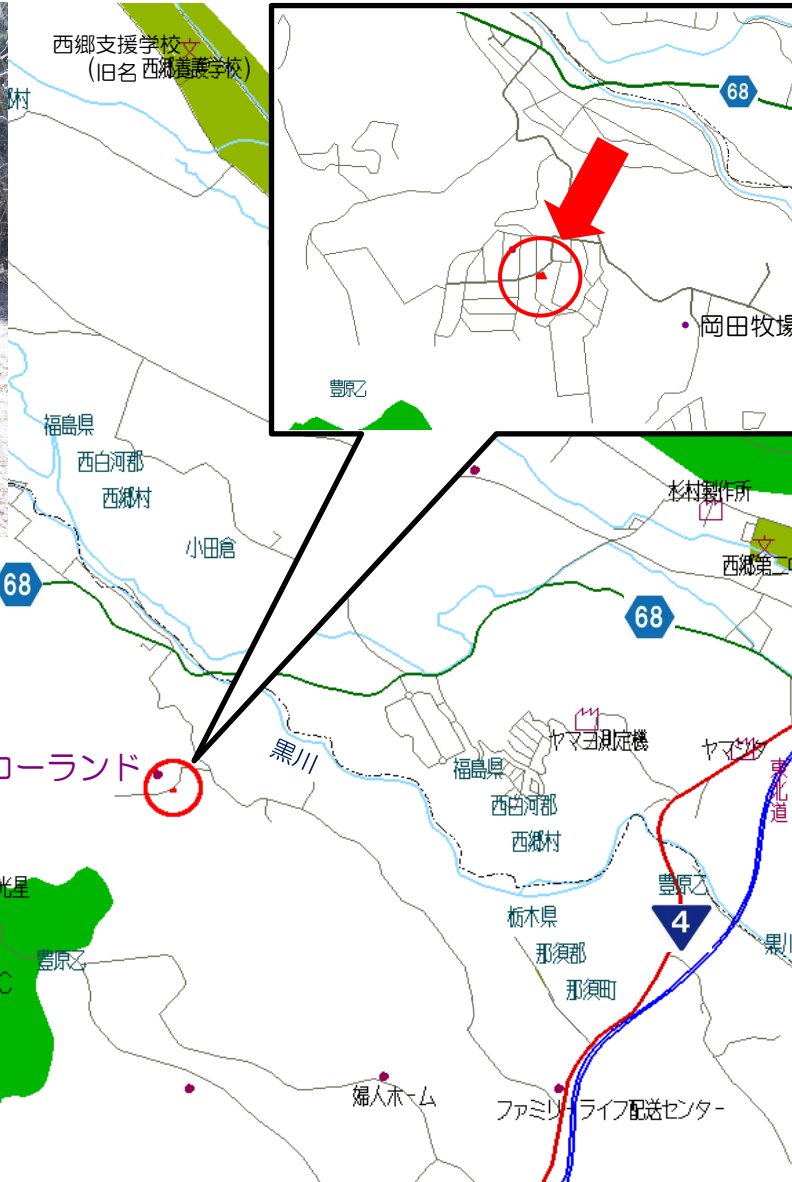 西郷支援学校
(旧名 西郷養護学校)
村
68
岡田牧場
豊原乙
福島県
西白河郡
西郷村
小田倉
杉村製作所
西郷第二
68
68
ヤマヨ測定機
ヤマシタ
東北道
黒川
ローランド
福島県
西白河郡
西郷村
光星
豊原乙
豊原乙
4
栃木県
那須郡
那須町
黒川
C
婦人ホーム
ファミリーライフ配送センター